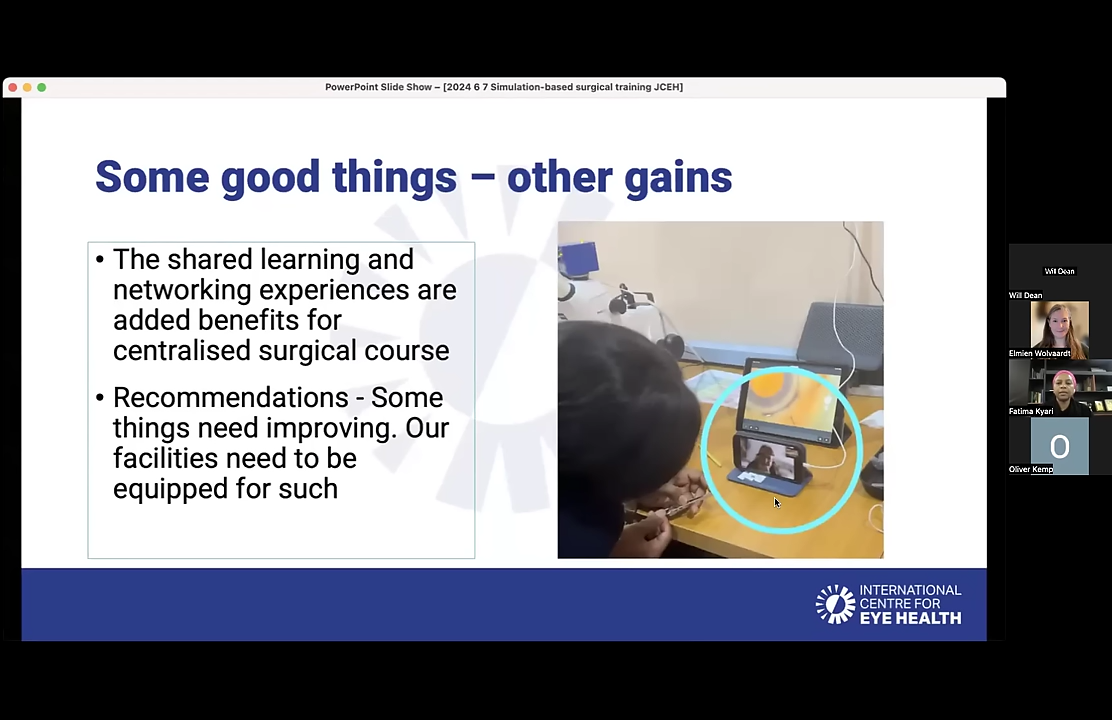 PowerPoint Slide Show – [2024 6 7 Simulation-based surgical training JCEH]
Some good things – other gains
• The shared learning and
networking experiences are
added benefits for
centralised surgical course
• Recommendations - Some
things need improving. Our
facilities need to be
equipped for such
INTERNATIONAL
CENTRE FOR
EYE HEALTH
Will Dean
Will Dean
Elmien Wolvaardt
Fatima Kyari
O
Oliver Kemp